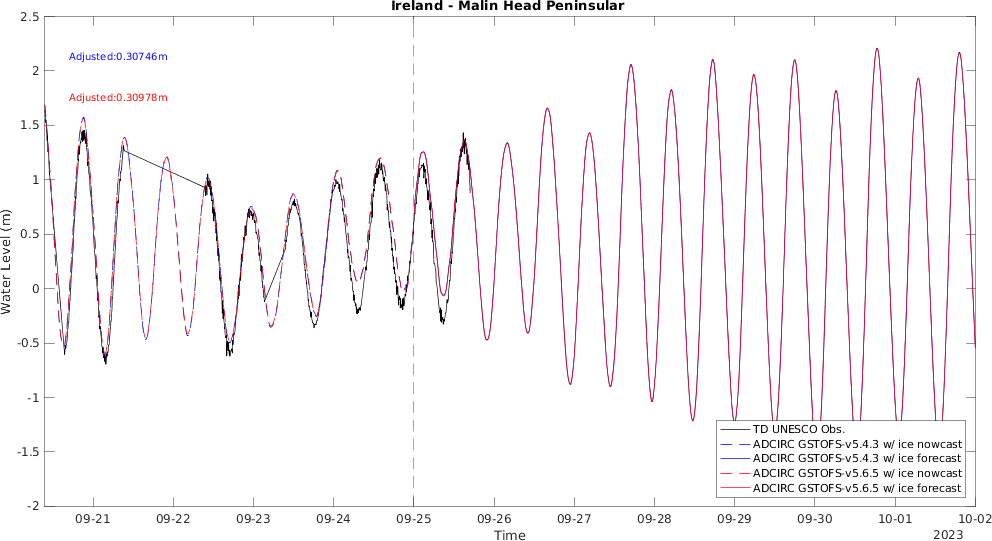 Ireland - Malin Head Peninsular
2.5
Adjusted:0.30746m
2
Adjusted:0.30978m
1.5
1
0.5
0
-0.5
-1
-1.5
-2
Water Level (m)
TD UNESCO Obs.
ADCIRC GSTOFS-v5.4.3 w/ ice nowcast
ADCIRC GSTOFS-v5.4.3 w/ ice forecast
ADCIRC GSTOFS-v5.6.5 w/ ice nowcast
ADCIRC GSTOFS-v5.6.5 w/ ice forecast
09-21 09-22 09-23 09-24 09-25 09-26 09-27 09-28 09-29 09-30 10-01 10-02
Time
2023